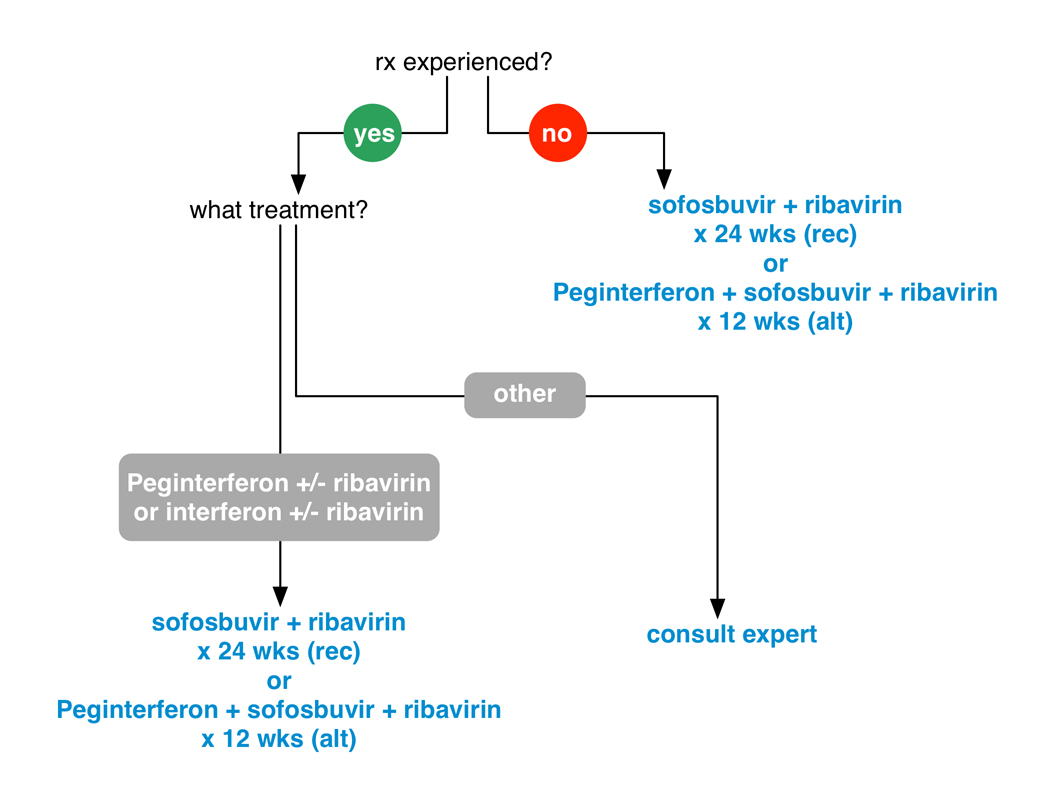 rx experienced?
yes
no
what treatment?
sofosbuvir + ribavirin
x 24 wks (rec)
or
Peginterferon + sofosbuvir + ribavirin
x 12 wks (alt)
other
Peginterferon +/- ribavirin
or interferon +/- ribavirin
sofosbuvir + ribavirin
x 24 wks (rec)
or
Peginterferon + sofosbuvir + ribavirin
x 12 wks (alt)
consult expert